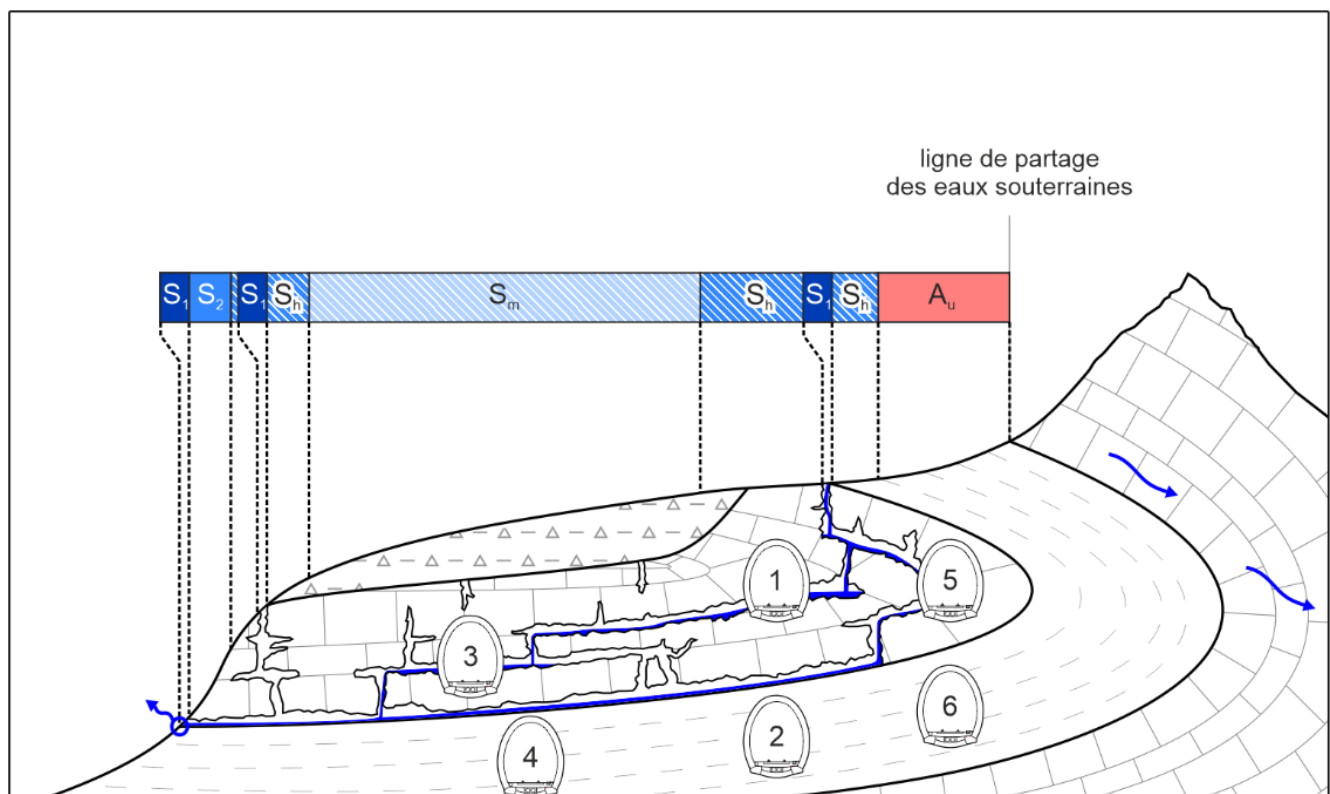 ligne de partage
des eaux souterraines
S₁ S₂ S₁ Sₕ Sₘ Sₕ S₁ Sₕ Aᵤ
1
5
3
6
2
4